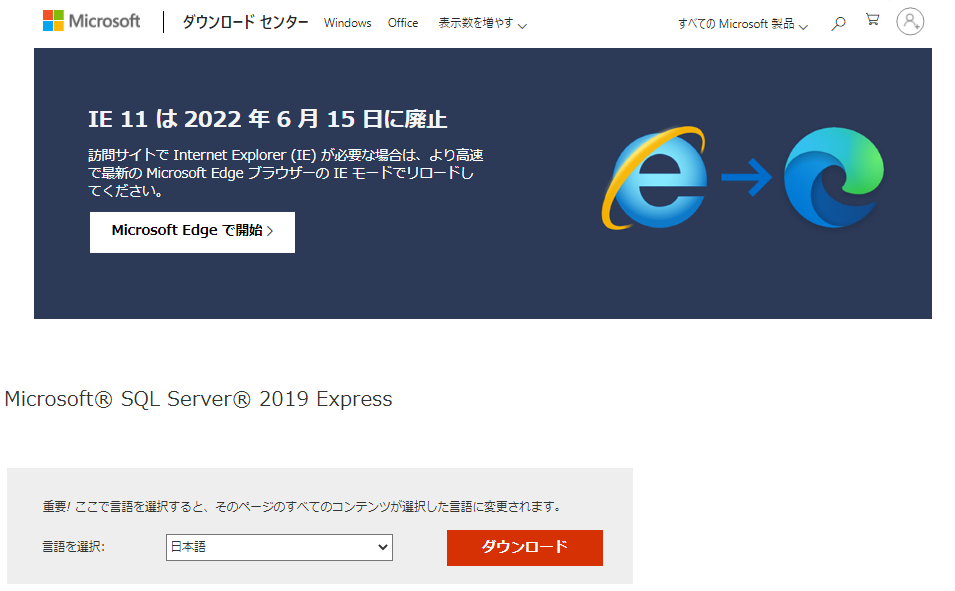 Microsoft
ダウンロード センター
Windows
Office
表示数を増やす
すべての Microsoft 製品
IE 11 は 2022 年 6 月 15 日に廃止
訪問サイトで Internet Explorer (IE) が必要な場合は、より高速
で最新の Microsoft Edge ブラウザーの IE モードでリロードし
てください。
Microsoft Edge で開始
Microsoft® SQL Server® 2019 Express
重要! ここで言語を選択すると、そのページのすべてのコンテンツが選択した言語に変更されます。
言語を選択:
日本語
ダウンロード